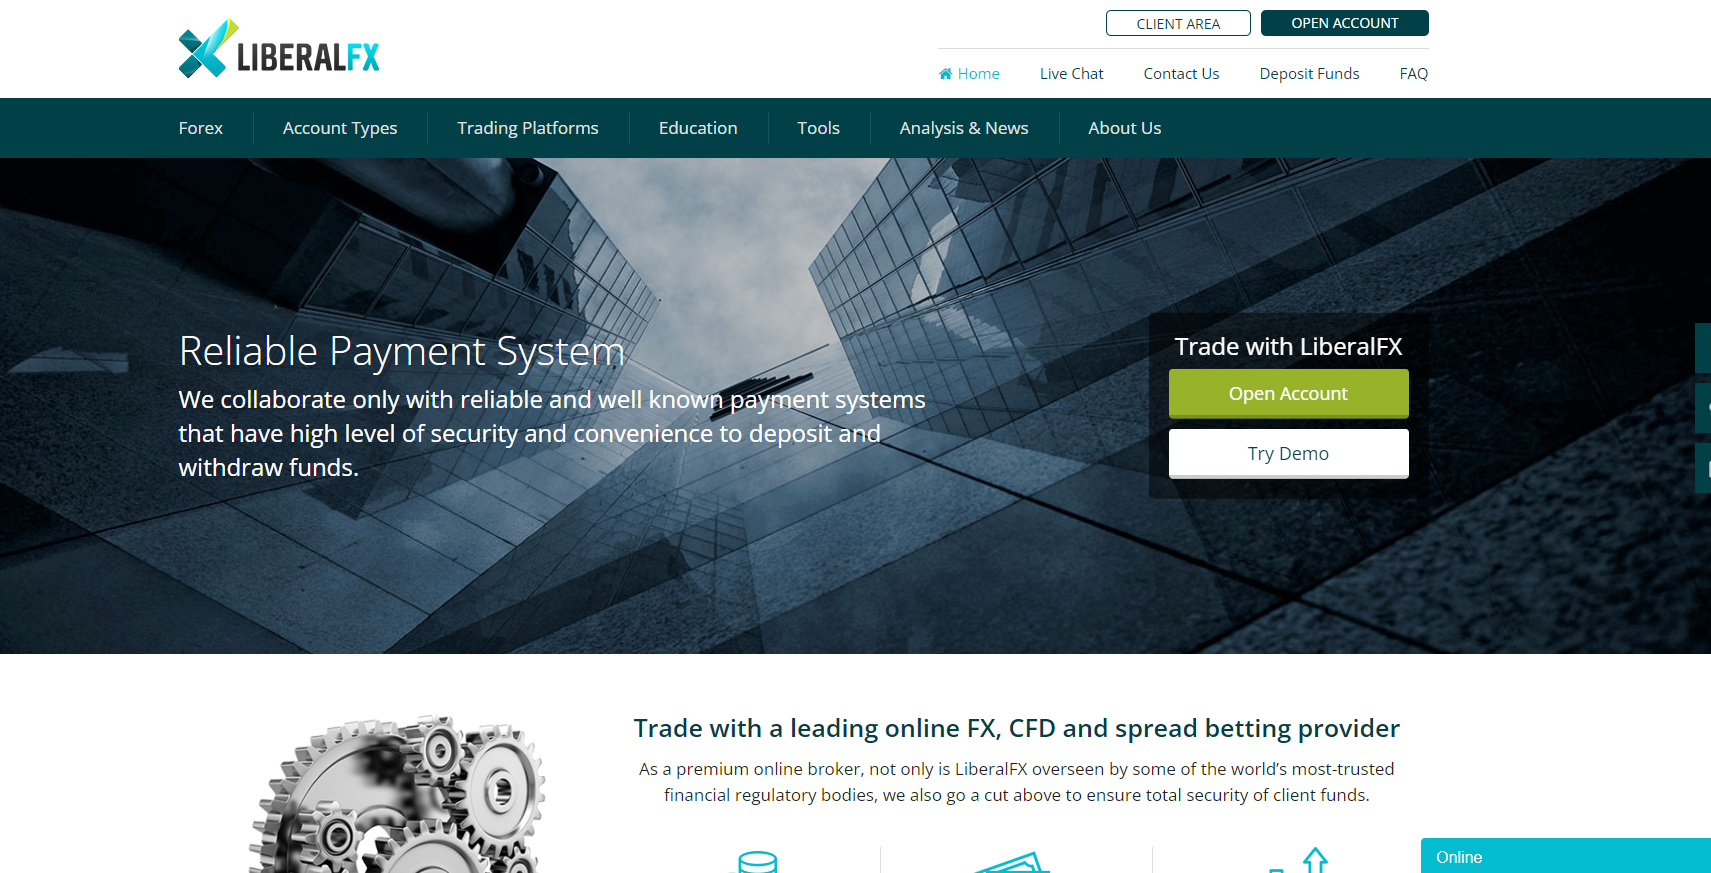 LIBERALFX
CLIENT AREA
OPEN ACCOUNT
Home
Live Chat
Contact Us
Deposit Funds
FAQ
Forex
Account Types
Trading Platforms
Education
Tools
Analysis & News
About Us
Reliable Payment System
We collaborate only with reliable and well known payment systems
that have high level of security and convenience to deposit and
withdraw funds.
Trade with LiberalFX
Open Account
Try Demo
Trade with a leading online FX, CFD and spread betting provider
As a premium online broker, not only is LiberalFX overseen by some of the world’s most-trusted
financial regulatory bodies, we also go a cut above to ensure total security of client funds.
Online